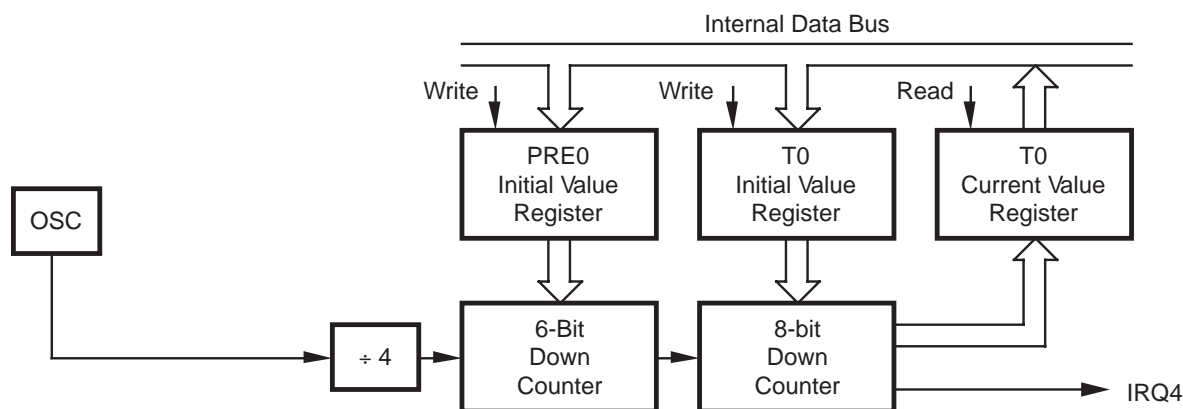 Internal Data Bus
Write
Write
Read
PRE0
Initial Value
Register
T0
Initial Value
Register
T0
Current Value
Register
OSC
÷ 4
6-Bit
Down
Counter
8-bit
Down
Counter
IRQ4